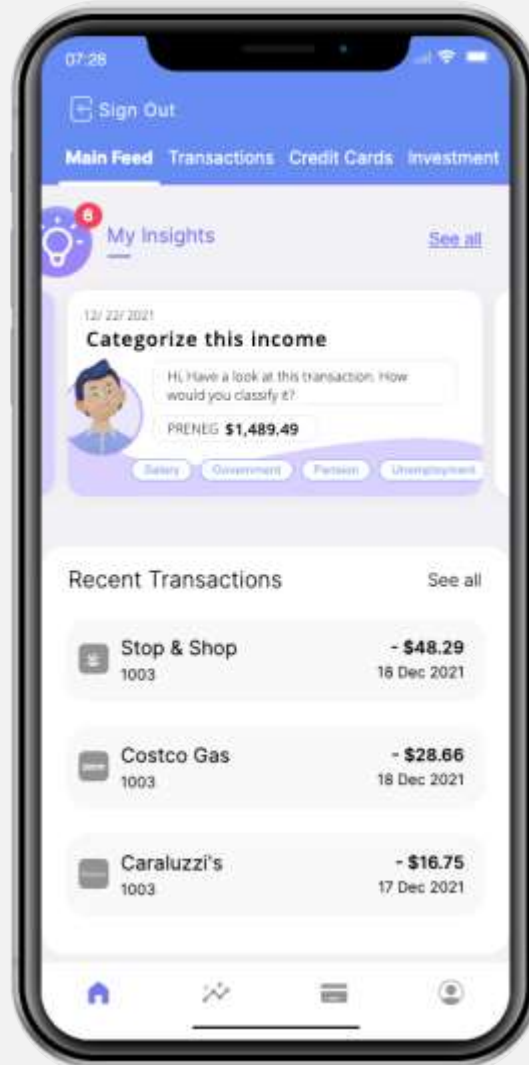 07:28
Sign Out
Main Feed Transactions Credit Cards Investment
6
My Insights See all
12/ 22/ 2021
Categorize this income
Hi, Have a look at this transaction. How
would you classify it?
PRENEG $1,489.49
Salary Government Pension Unemployment
Recent Transactions See all
Stop & Shop - $48.29
1003 18 Dec 2021
Costco Gas - $28.66
1003 18 Dec 2021
Caraluzzi's - $16.75
1003 17 Dec 2021